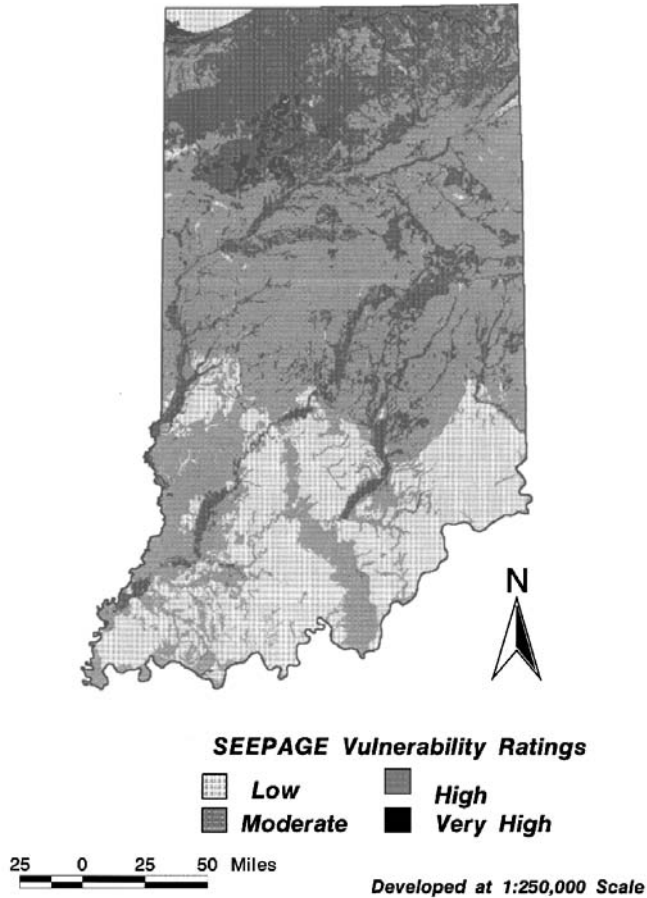 N
SEEPAGE Vulnerability Ratings
Low High
Moderate Very High
25 0 25 50 Miles
Developed at 1:250,000 Scale